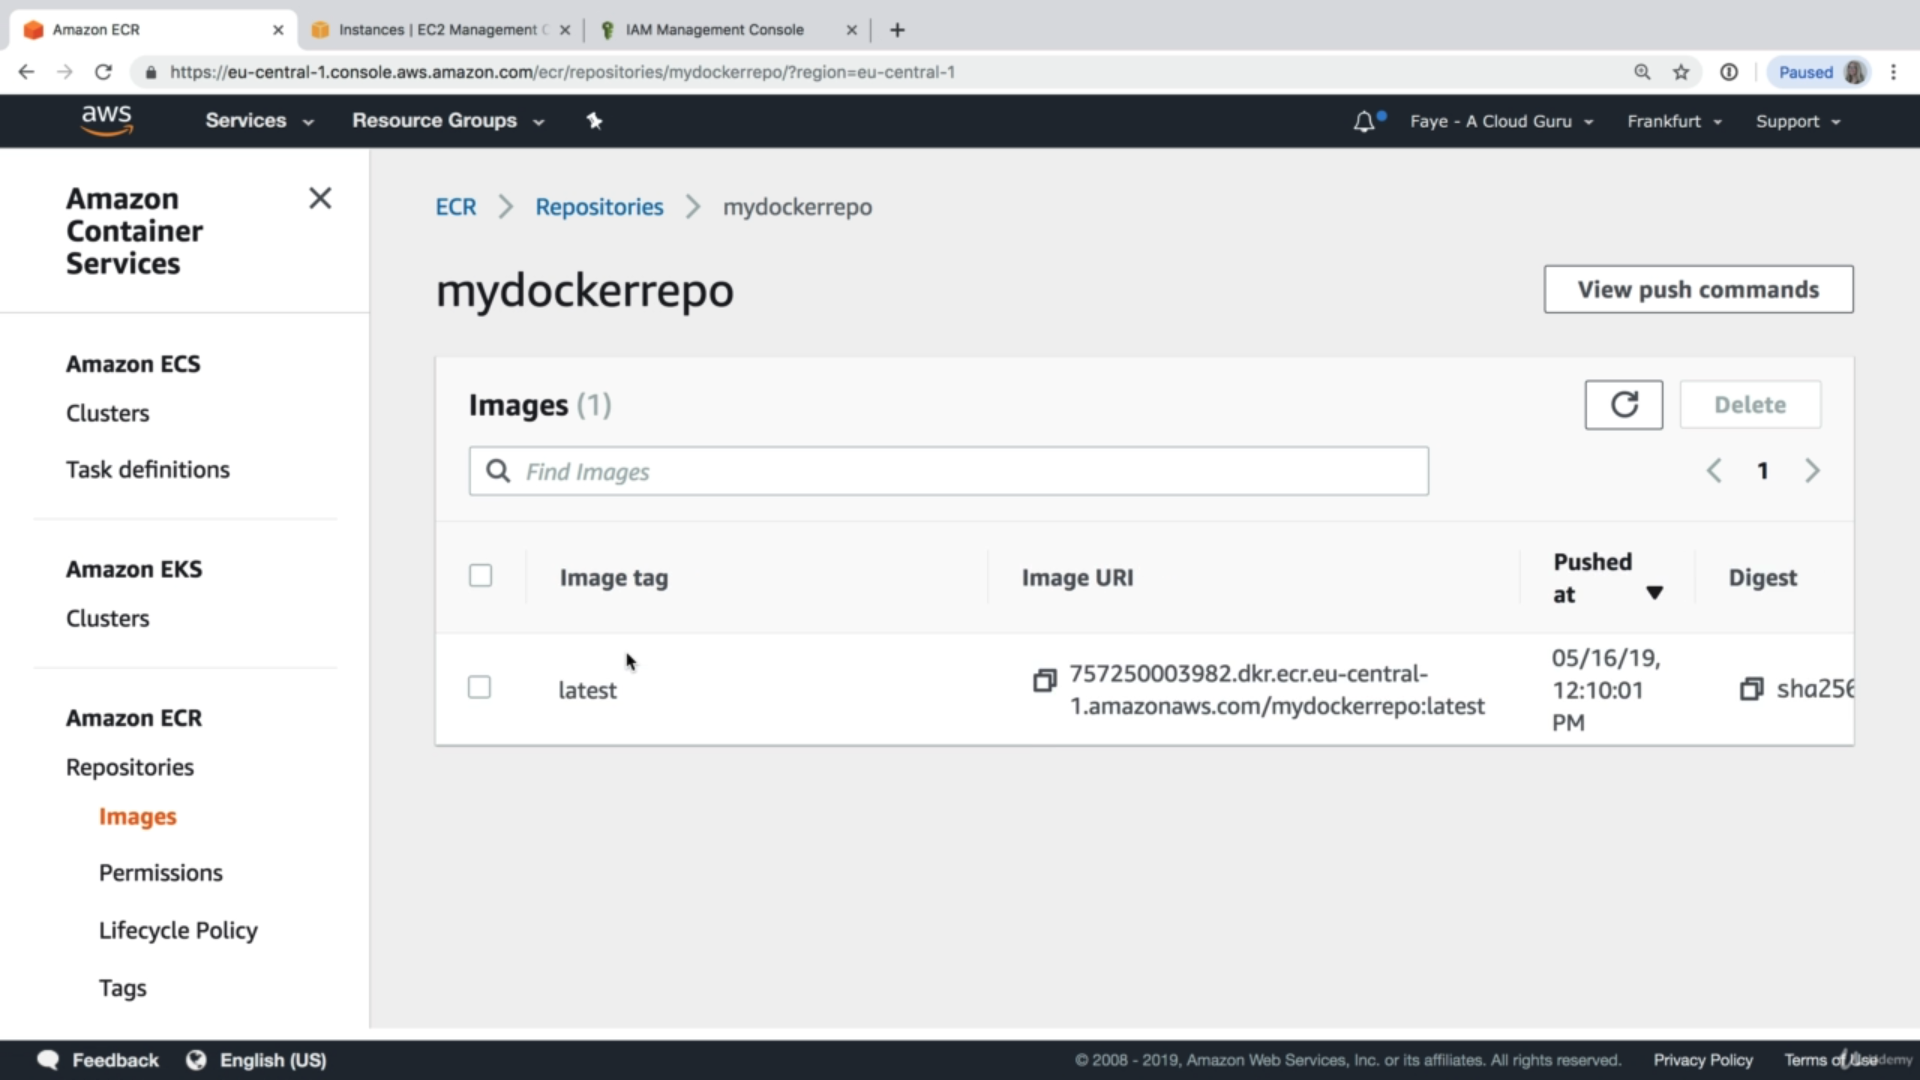 Amazon ECR
Instances | EC2 Management C
IAM Management Console
https://eu-central-1.console.aws.amazon.com/ecr/repositories/mydockerrepo/?region=eu-central-1
Paused
aws
Services
Resource Groups
Faye - A Cloud Guru
Frankfurt
Support
Amazon
Container
Services
Amazon ECS
Clusters
Task definitions
Amazon EKS
Clusters
Amazon ECR
Repositories
Images
Permissions
Lifecycle Policy
Tags
ECR
Repositories
mydockerrepo
mydockerrepo
View push commands
Images (1)
Delete
Find Images
1
Image tag
Image URI
Pushed
at
Digest
latest
757250003982.dkr.ecr.eu-central-
1.amazonaws.com/mydockerrepo:latest
05/16/19,
12:10:01
PM
sha256
Feedback
English (US)
© 2008 - 2019, Amazon Web Services, Inc. or its affiliates. All rights reserved.
Privacy Policy
Terms of Use